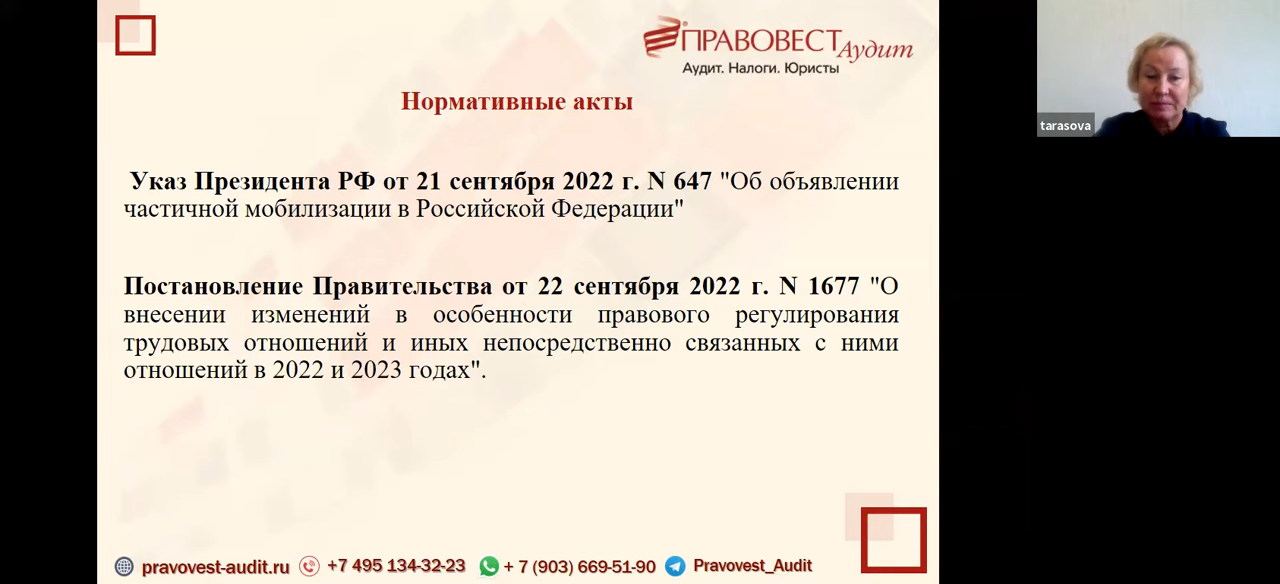 ПРАВОВЕСТ Аудит
Аудит. Налоги. Юристы
tarasova
Нормативные акты
Указ Президента РФ от 21 сентября 2022 г. N 647 "Об объявлении
частичной мобилизации в Российской Федерации"
Постановление Правительства от 22 сентября 2022 г. N 1677 "О
внесении изменений в особенности правового регулирования
трудовых отношений и иных непосредственно связанных с ними
отношений в 2022 и 2023 годах".
pravovest-audit.ru +7 495 134-32-23 + 7 (903) 669-51-90 Pravovest_Audit